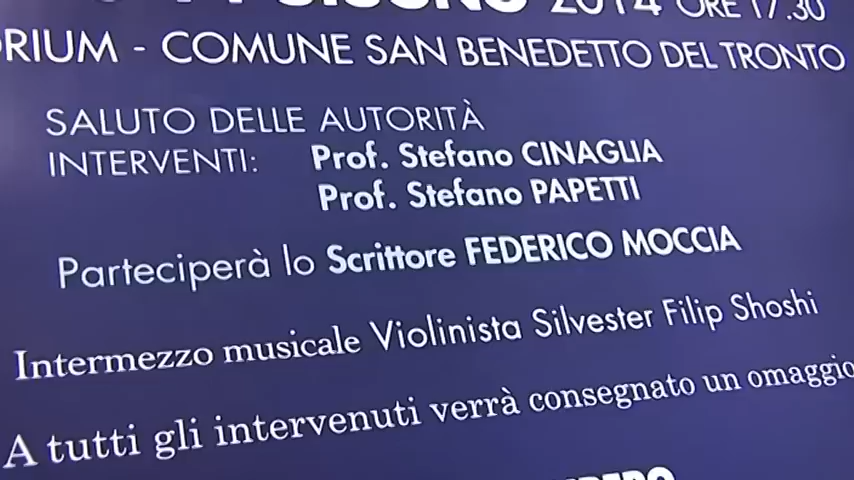 GIUGNO 2014 ORE 17.30
RIUM - COMUNE SAN BENEDETTO DEL TRONTO
SALUTO DELLE AUTORITÀ
INTERVENTI: Prof. Stefano CINAGLIA
Prof. Stefano PAPETTI
Parteciperà lo Scrittore FEDERICO MOCCIA
Intermezzo musicale Violinista Silvester Filip Shoshi
A tutti gli intervenuti verrà consegnato un omaggio